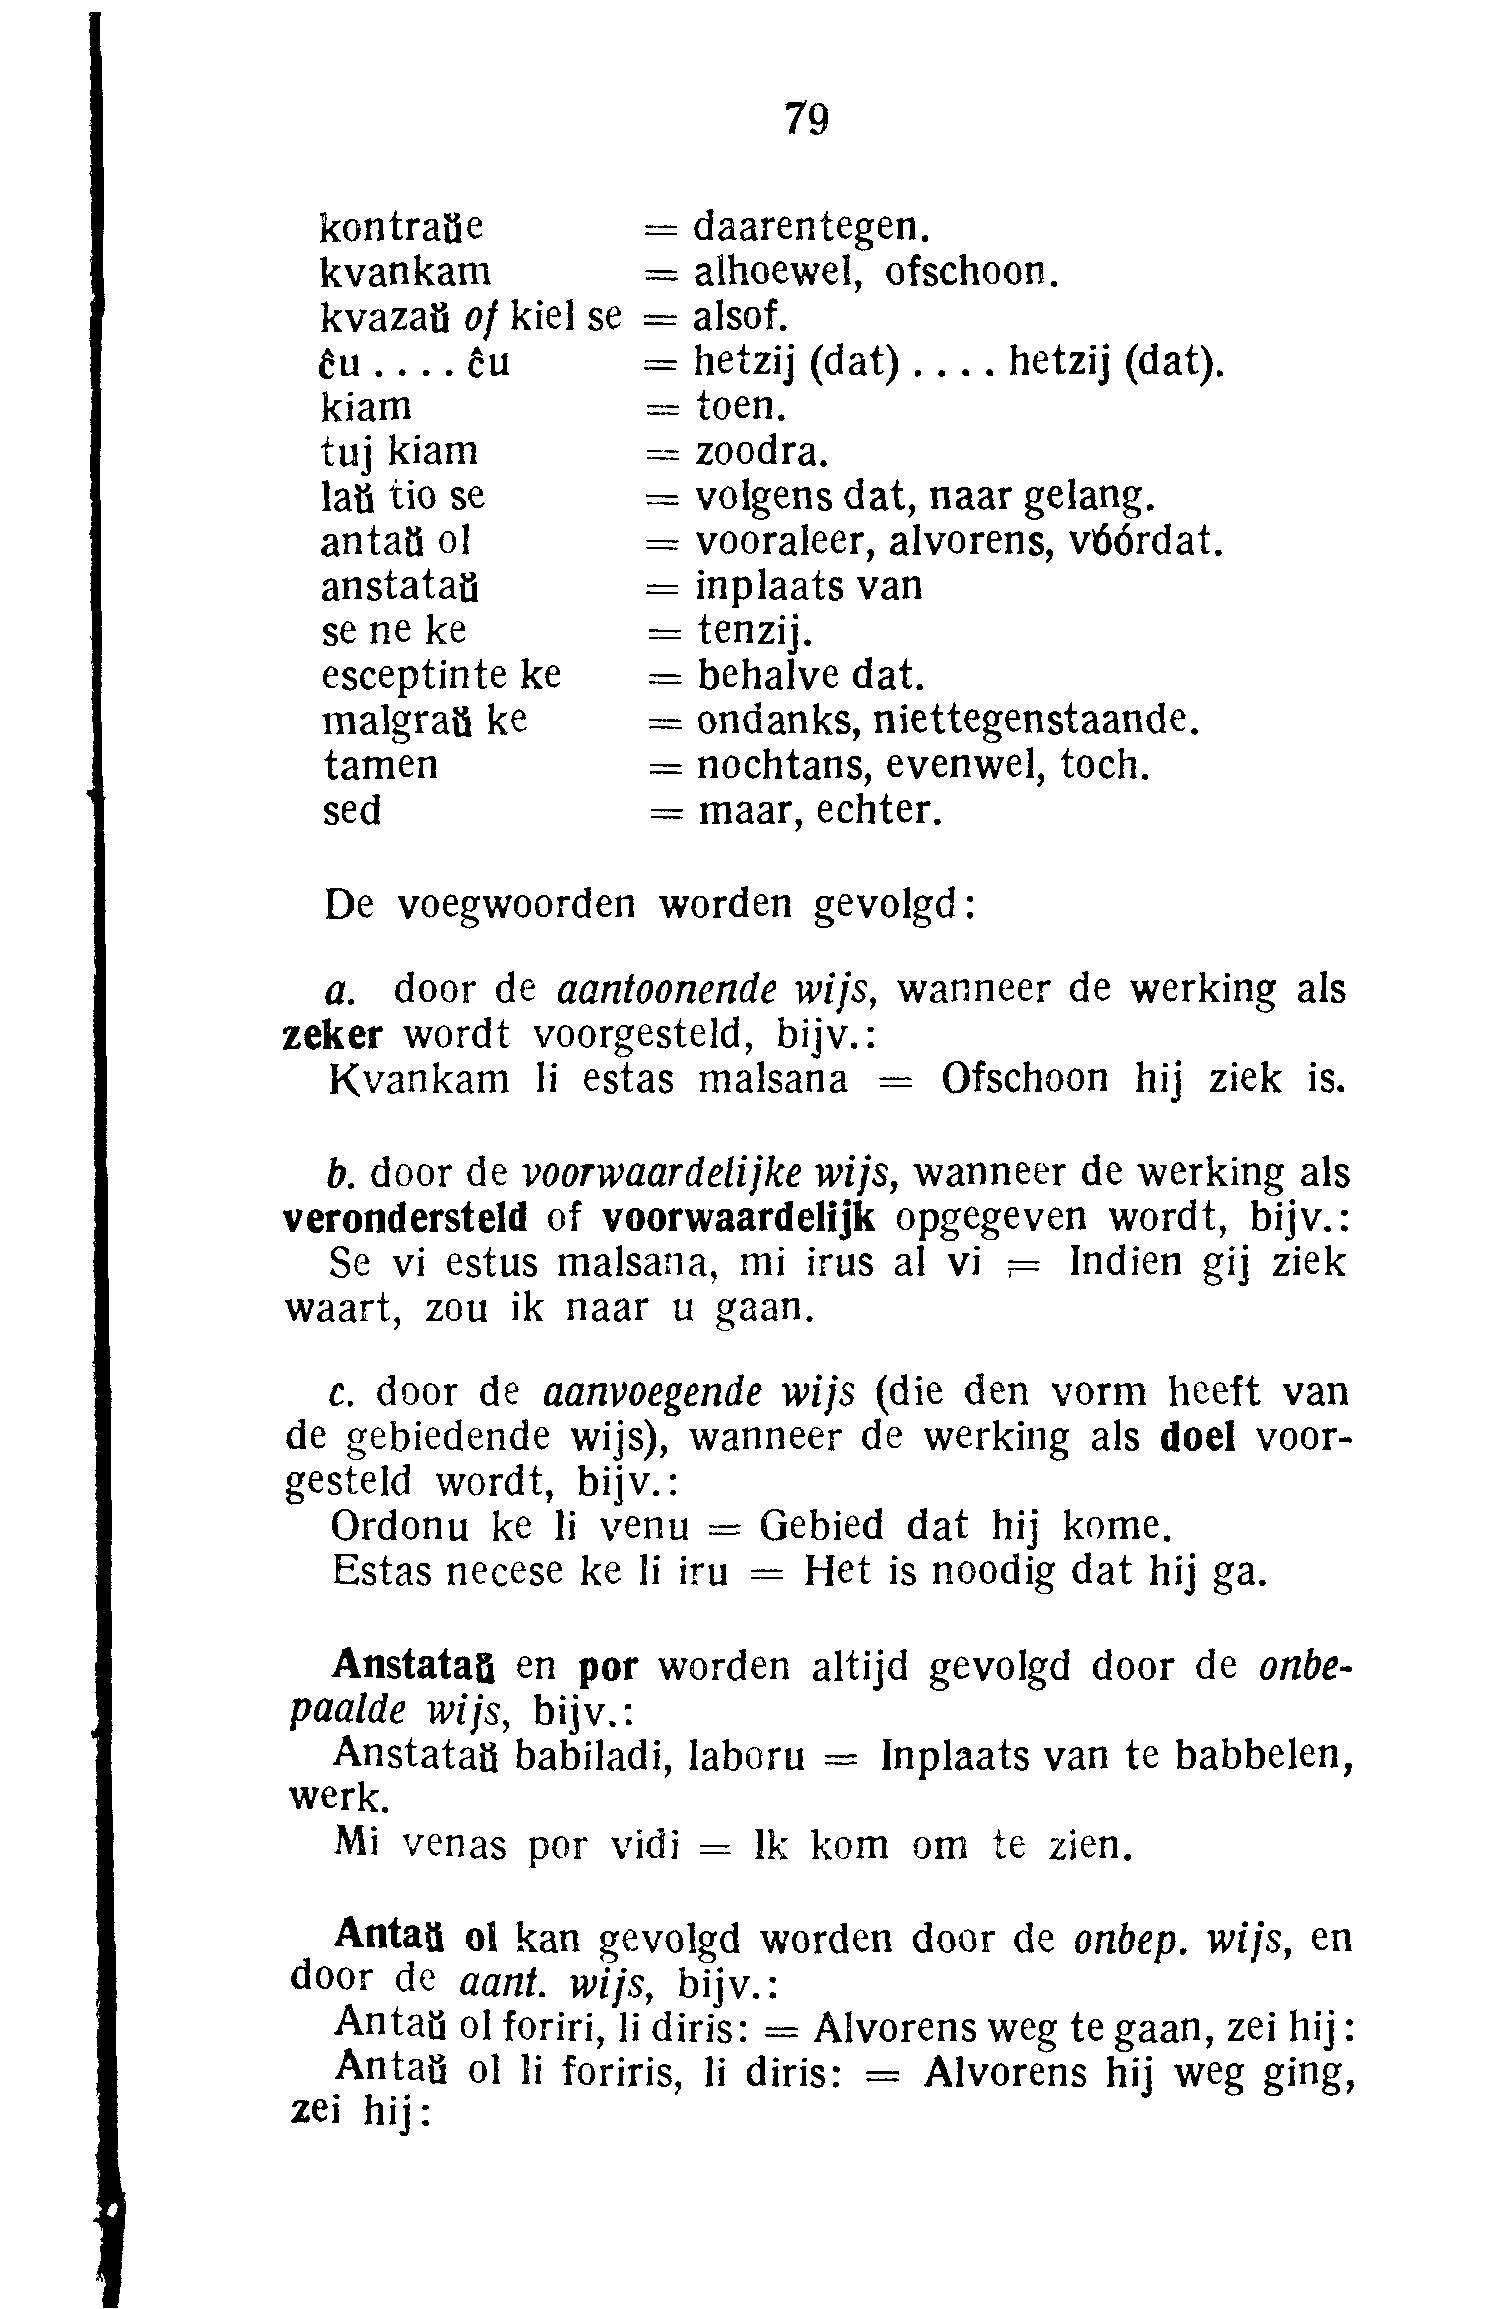 79
kontraŭe = daarentegen.
kvankam = alhoewel, ofschoon.
kvazaŭ of kiel se = alsof.
ĉu .... ĉu = hetzij (dat) .... hetzij (dat).
kiam = toen.
tuj kiam = zoodra.
laŭ tio se = volgens dat, naar gelang.
antaŭ ol = vooraleer, alvorens, vóórdat.
anstataŭ = inplaats van
se ne ke = tenzij.
esceptinte ke = behalve dat.
malgraŭ ke = ondanks, niettegenstaande.
tamen = nochtans, evenwel, toch.
sed = maar, echter.
De voegwoorden worden gevolgd:
a. door de aantoonende wijs, wanneer de werking als
zeker wordt voorgesteld, bijv.:
Kvankam li estas malsana = Ofschoon hij ziek is.
b. door de voorwaardelijke wijs, wanneer de werking als
verondersteld of voorwaardelijk opgegeven wordt, bijv.:
Se vi estus malsana, mi irus al vi = Indien gij ziek
waart, zou ik naar u gaan.
c. door de aanvoegende wijs (die den vorm heeft van
de gebiedende wijs), wanneer de werking als doel voor-
gesteld wordt, bijv.:
Ordonu ke li venu = Gebied dat hij kome.
Estas necese ke li iru = Het is noodig dat hij ga.
Anstataŭ en por worden altijd gevolgd door de onbe-
paalde wijs, bijv.:
Anstataŭ babiladi, laboru = Inplaats van te babbelen,
werk.
Mi venas por vidi = Ik kom om te zien.
Antaŭ ol kan gevolgd worden door de onbep. wijs, en
door de aant. wijs, bijv.:
Antaŭ ol foriri, li diris: = Alvorens weg te gaan, zei hij:
Antaŭ ol li foriris, li diris: = Alvorens hij weg ging,
zei hij: